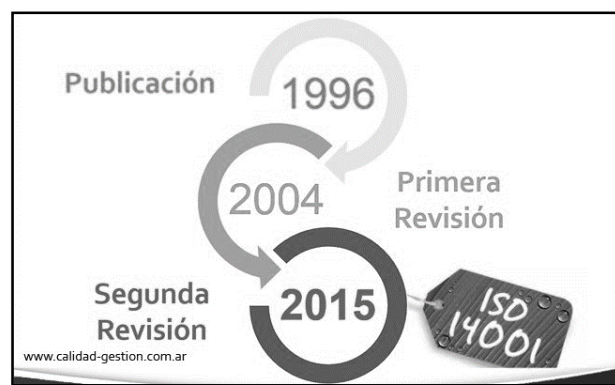 Publicación
1996
2004
Primera
Revisión
Segunda
Revisión
2015
ISO
14001
www.calidad-gestion.com.ar